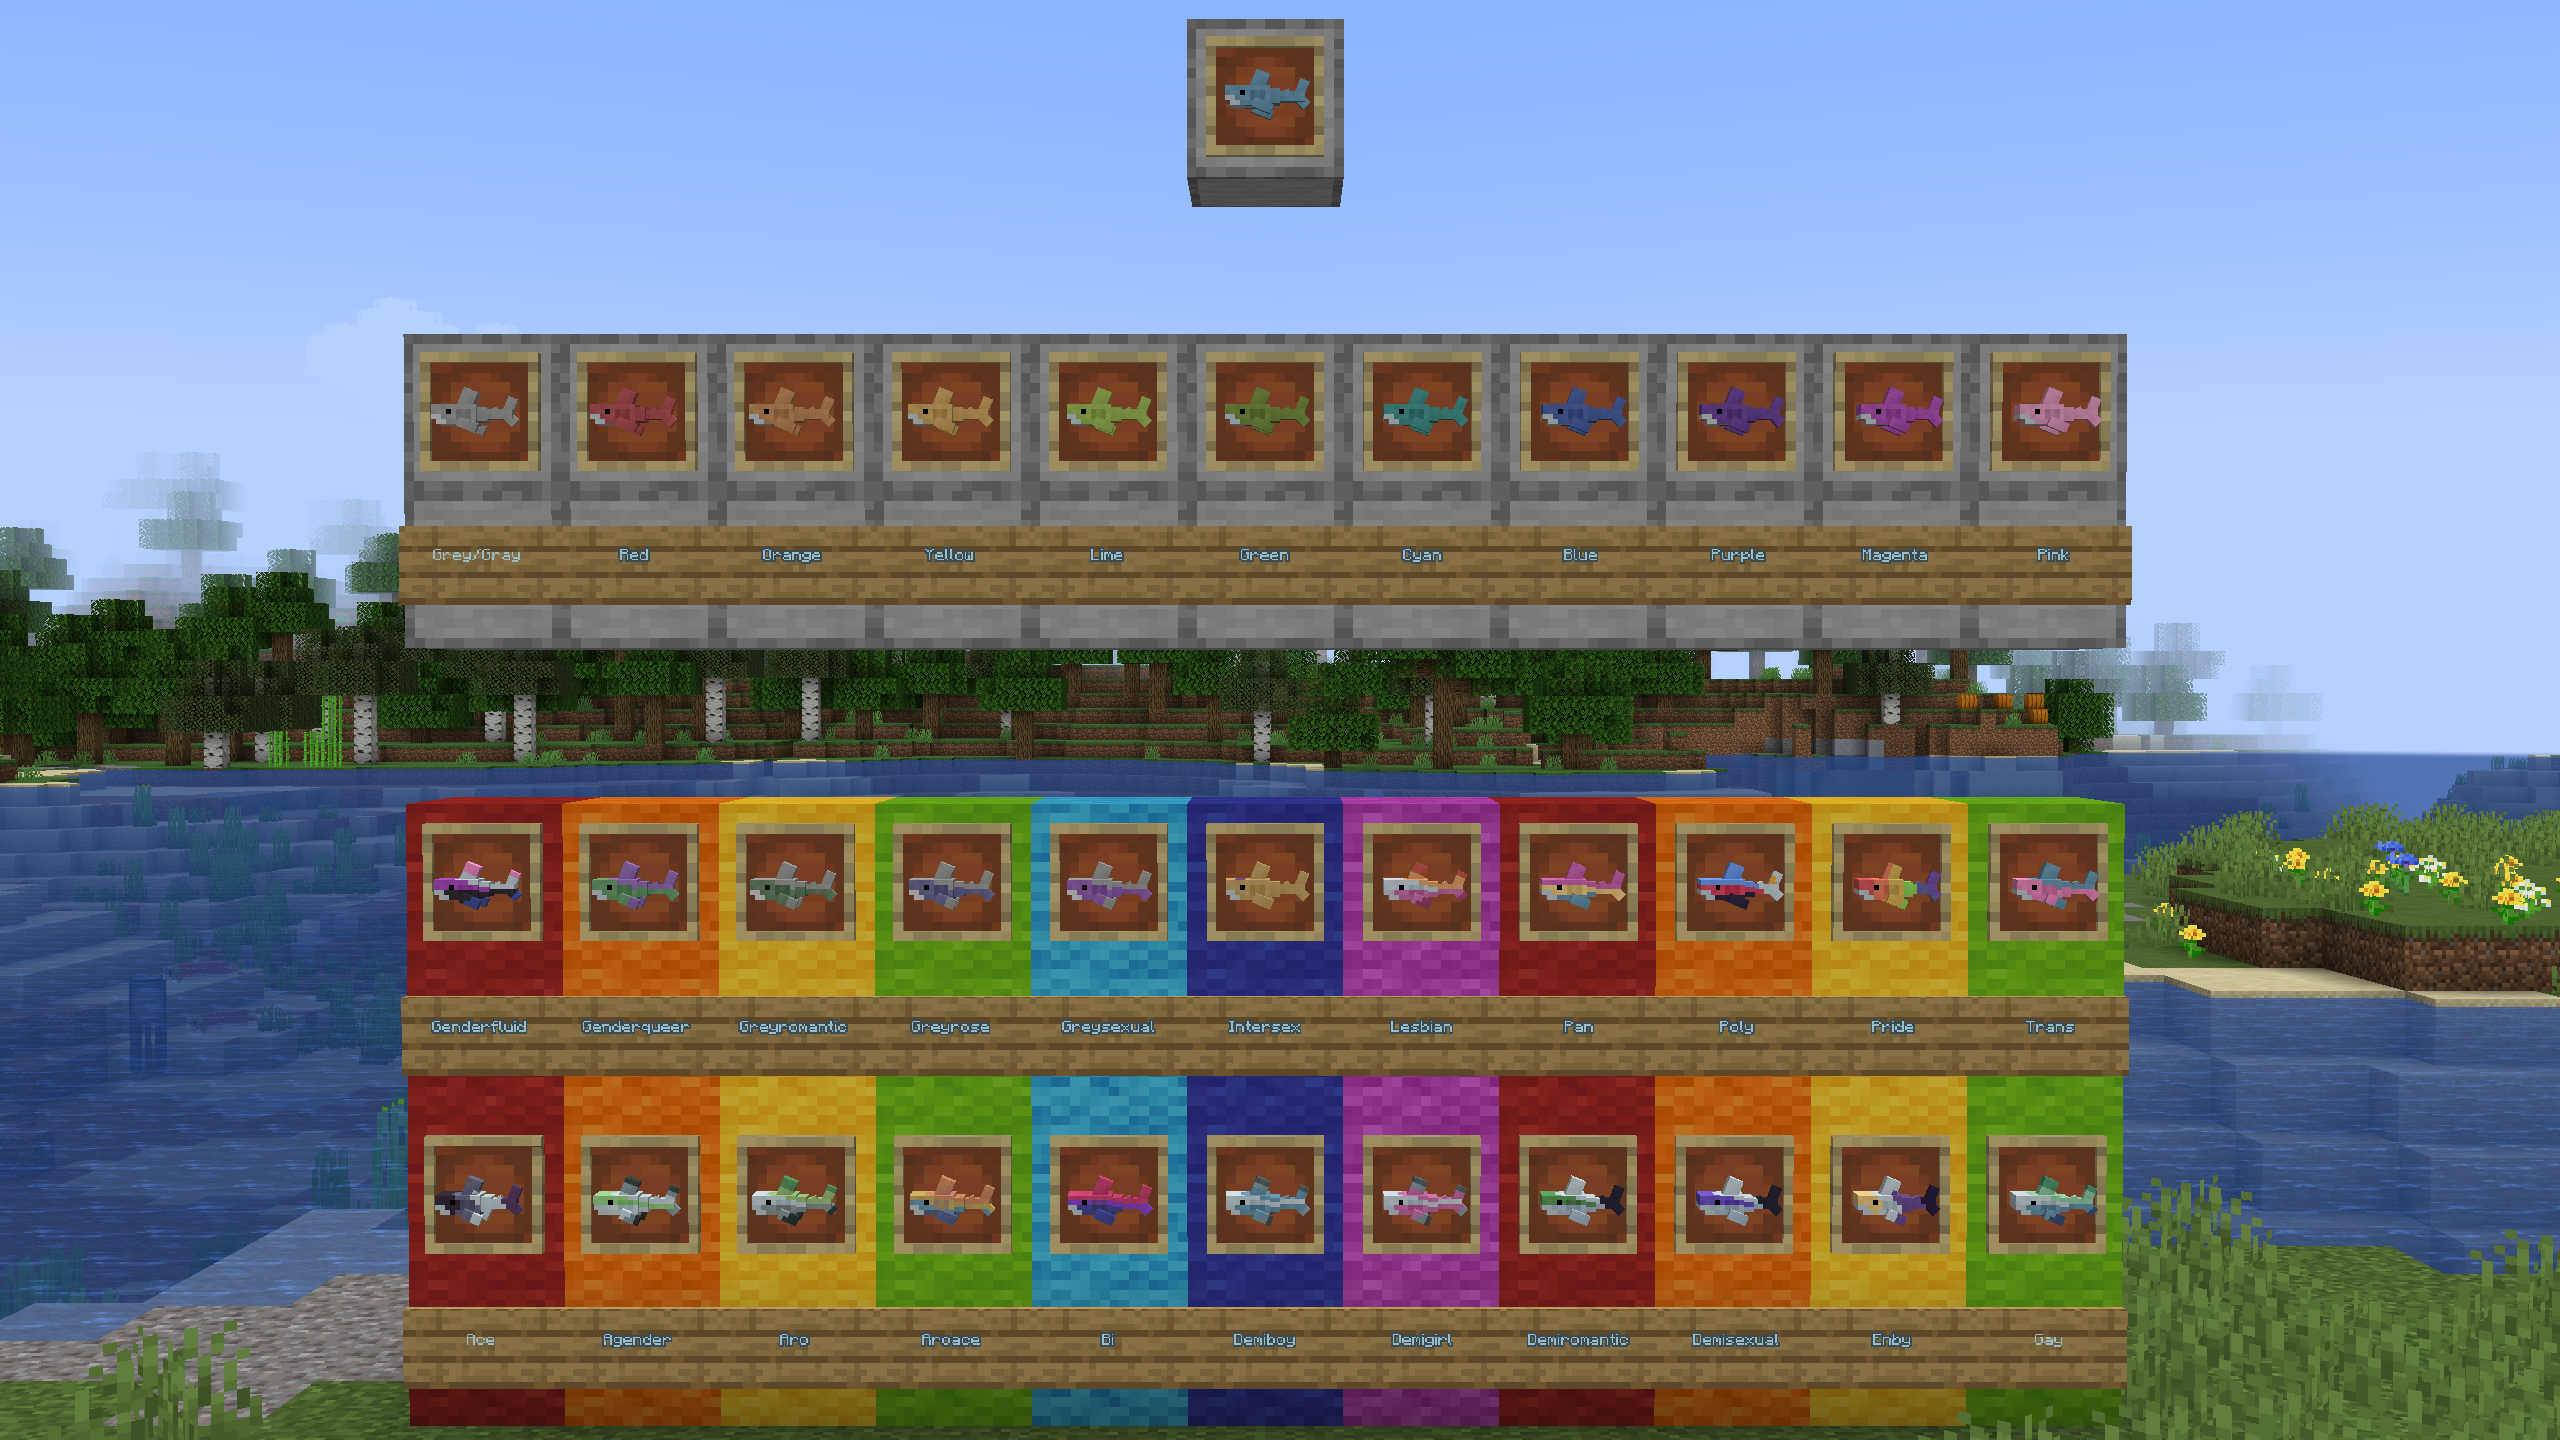 Grey/Gray Red Orange Yellow Lime Green Cyan Blue Purple Magenta Pink
Genderfluid Genderqueer Greyromantic Greyrose Greysexual Intersex Lesbian Pan Poly Pride Trans
Ace Agender Aro Aroace Bi Demiboy Demigirl Demiromantic Demisexual Enby Gay